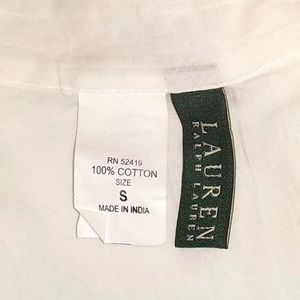 RN 52419
100% COTTON
SIZE
S
MADE IN INDIA
LAUREN
RALPH LAUREN